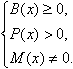 B(x) ≥ 0,
P(x) > 0,
M(x) ≠ 0.